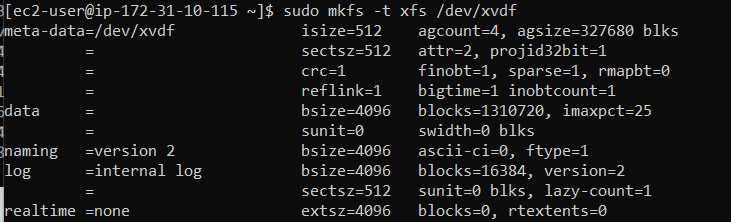 [ec2-user@ip-172-31-10-115 ~]$ sudo mkfs -t xfs /dev/xvdf
meta-data=/dev/xvdf              isize=512    agcount=4, agsize=327680 blks
         =                       sectsz=512   attr=2, projid32bit=1
         =                       crc=1        finobt=1, sparse=1, rmapbt=0
         =                       reflink=1    bigtime=1 inobtcount=1
data     =                       bsize=4096   blocks=1310720, imaxpct=25
         =                       sunit=0      swidth=0 blks
naming   =version 2              bsize=4096   ascii-ci=0, ftype=1
log      =internal log           bsize=4096   blocks=16384, version=2
         =                       sectsz=512   sunit=0 blks, lazy-count=1
realtime =none                   extsz=4096   blocks=0, rtextents=0